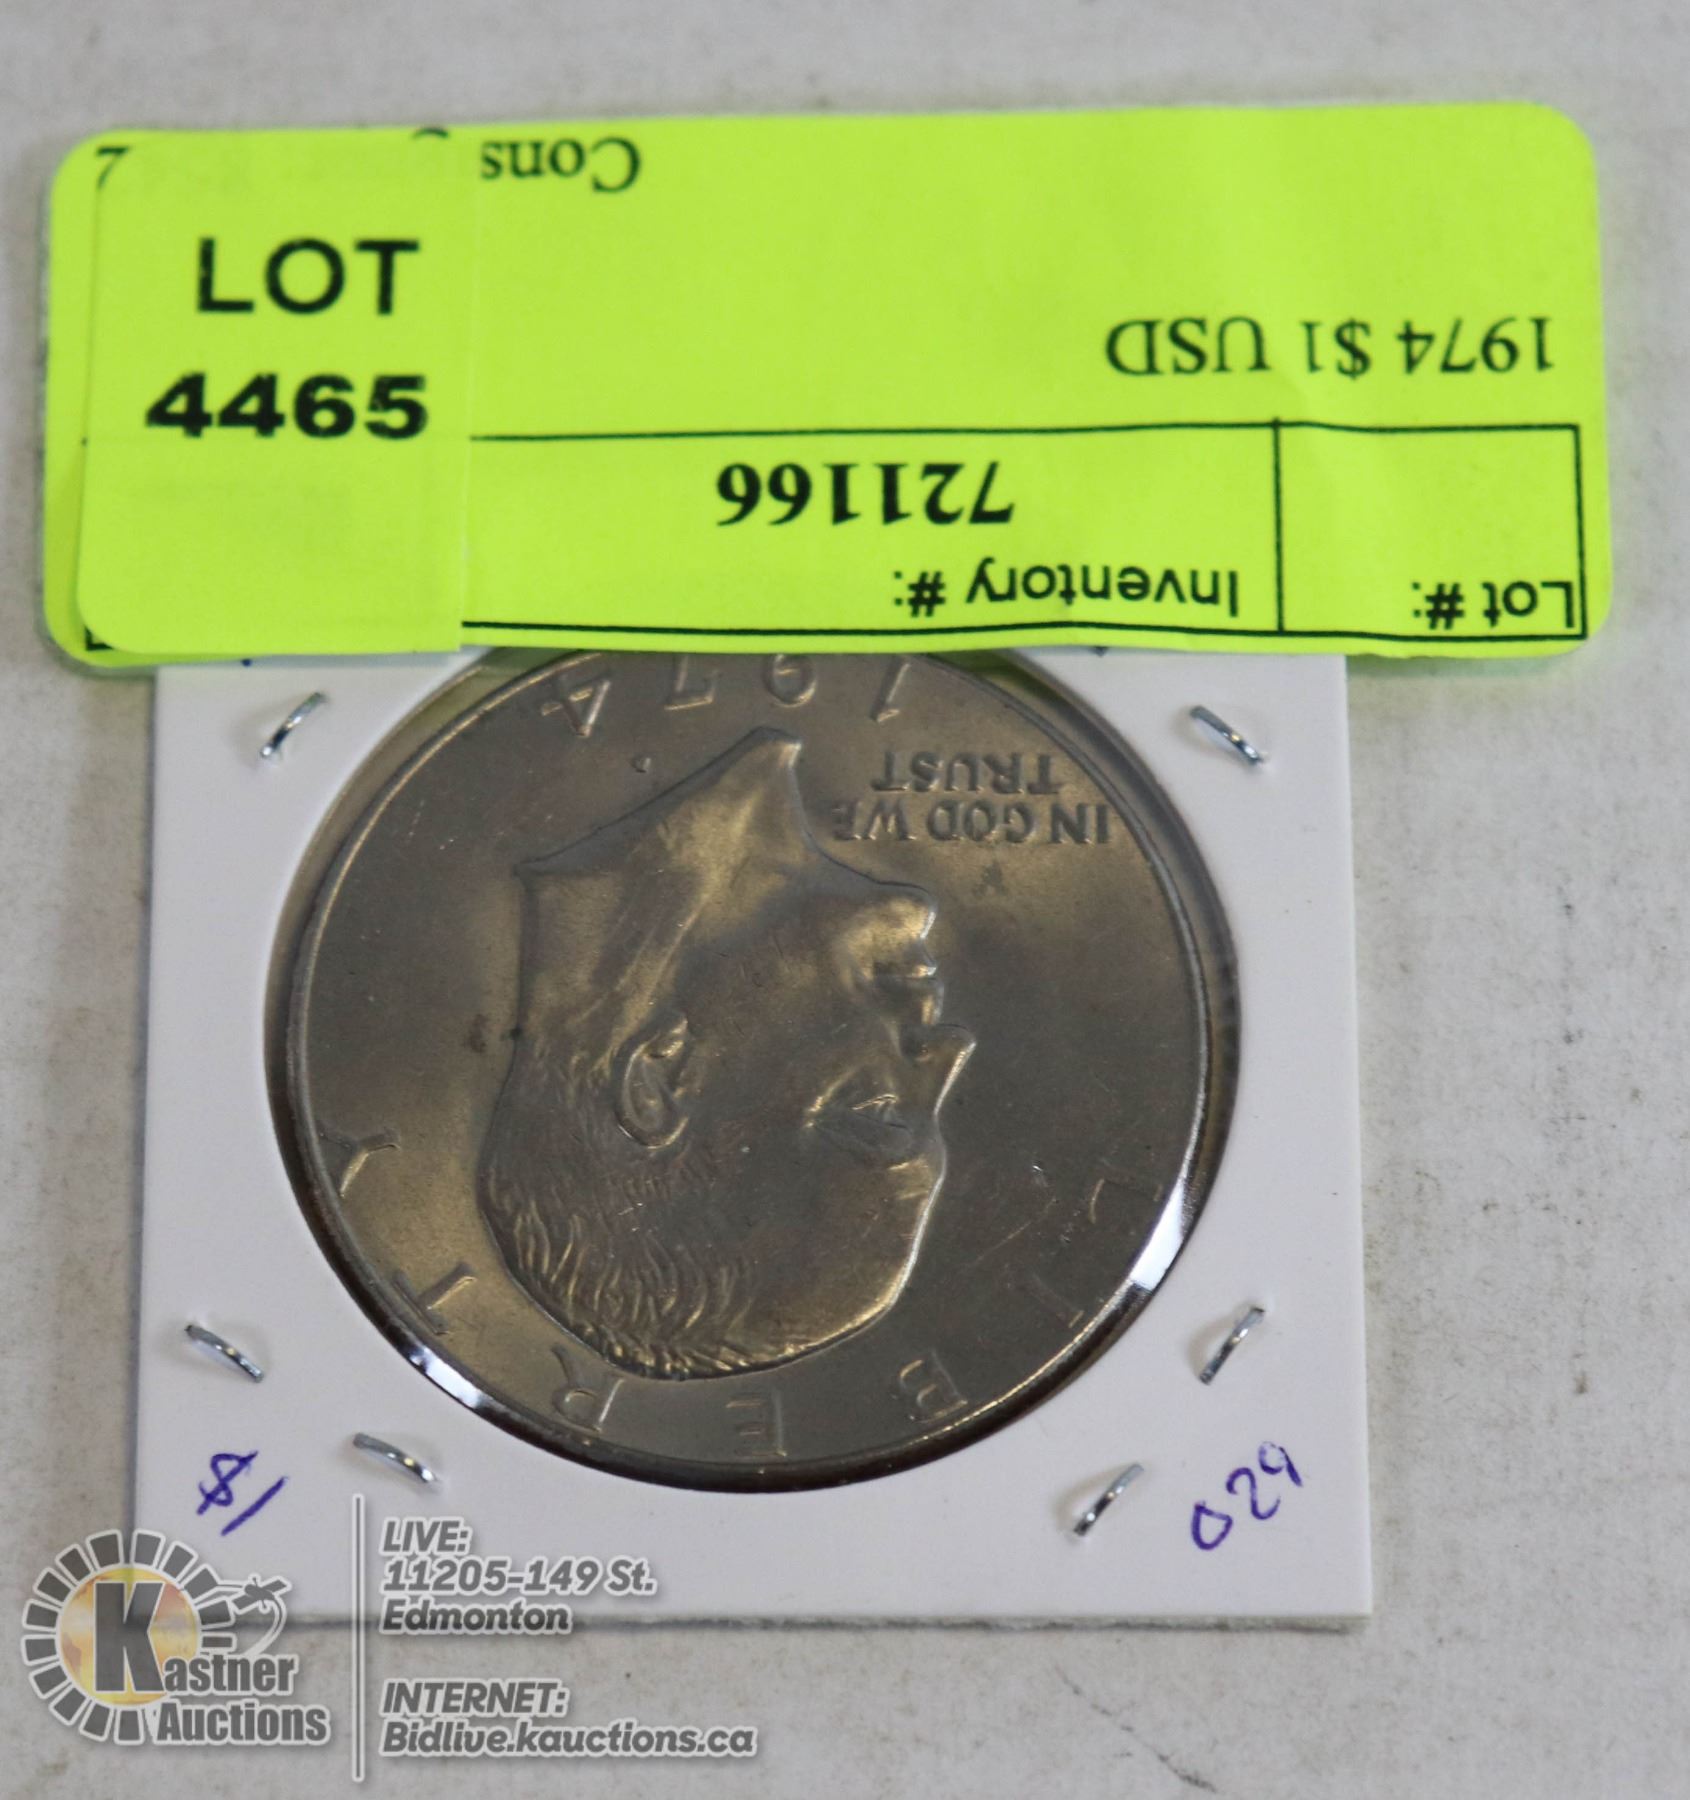 LOT
4465
Lot #:
Inventory #:
721166
1974 $1 USD
Cons
LIBERTY
IN GOD WE
TRUST
1974
$1
029
Kastner
Auctions
LIVE:
11205-149 St.
Edmonton
INTERNET:
Bidlive.kauctions.ca